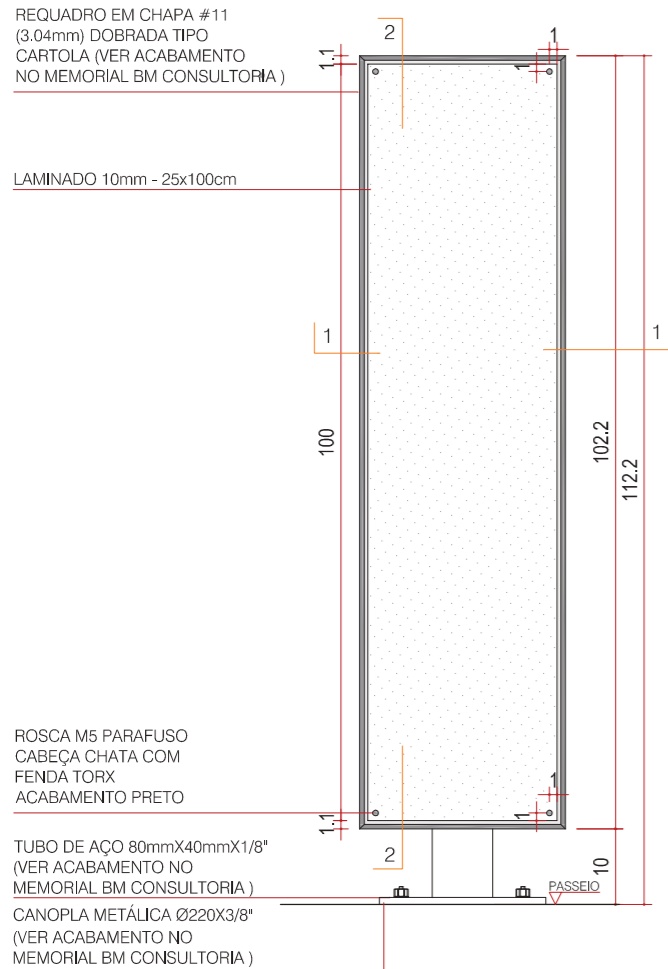 REQUADRO EM CHAPA #11
(3.04mm) DOBRADA TIPO
CARTOLA (VER ACABAMENTO
NO MEMORIAL BM CONSULTORIA )
2
1
1.1
1
LAMINADO 10mm - 25x100cm
1
1
100
102.2
112.2
ROSCA M5 PARAFUSO
CABEÇA CHATA COM
FENDA TORX
ACABAMENTO PRETO
1
1.1
1
TUBO DE AÇO 80mmX40mmX1/8"
(VER ACABAMENTO NO
MEMORIAL BM CONSULTORIA )
2
10
PASSEIO
CANOPLA METÁLICA Ø220X3/8"
(VER ACABAMENTO NO
MEMORIAL BM CONSULTORIA )